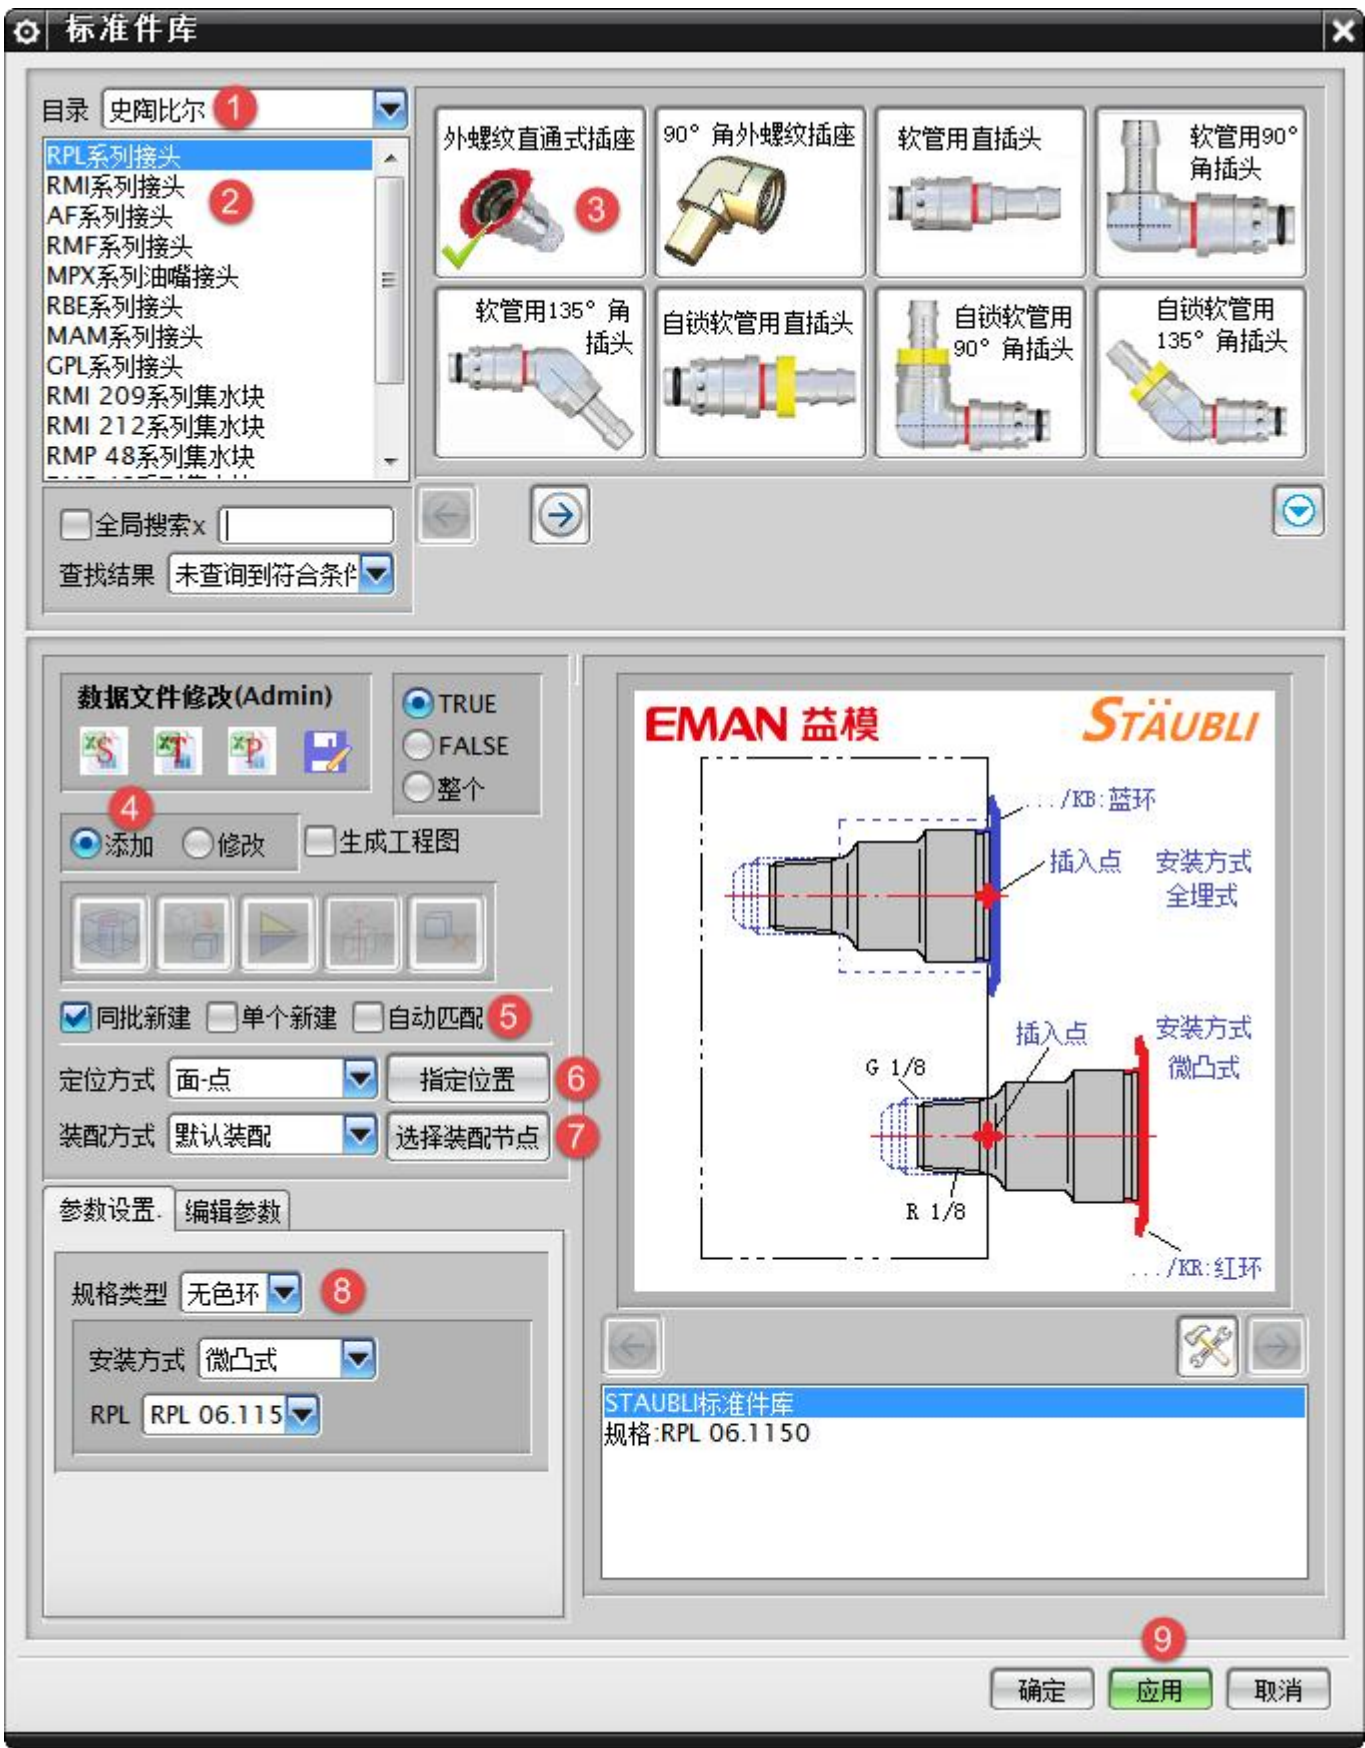 标准件库
目录 史陶比尔 1
RPL系列接头
RMI系列接头
2
AF系列接头
RMF系列接头
MPX系列油嘴接头
RBE系列接头
MAM系列接头
GPL系列接头
RMI 209系列集水块
RMI 212系列集水块
RMP 48系列集水块
外螺纹直通式插座
3
90° 角外螺纹插座
软管用直插头
软管用90°
角插头
软管用135° 角
插头
自锁软管用直插头
自锁软管用
90° 角插头
自锁软管用
135° 角插头
全局搜索x
查找结果 未查询到符合条件
数据文件修改(Admin)
TRUE
FALSE
整个
4
添加 修改 生成工程图
同批新建 单个新建 自动匹配 5
定位方式 面-点 指定位置 6
装配方式 默认装配 选择装配节点 7
参数设置. 编辑参数
规格类型 无色环 8
安装方式 微凸式
RPL RPL 06.115
EMAN 益模 STÄUBLI
.../KB:蓝环
插入点 安装方式
全埋式
插入点 安装方式
微凸式
G 1/8
R 1/8
.../KR:红环
STAUBLI标准件库
规格:RPL 06.1150
9
确定 应用 取消